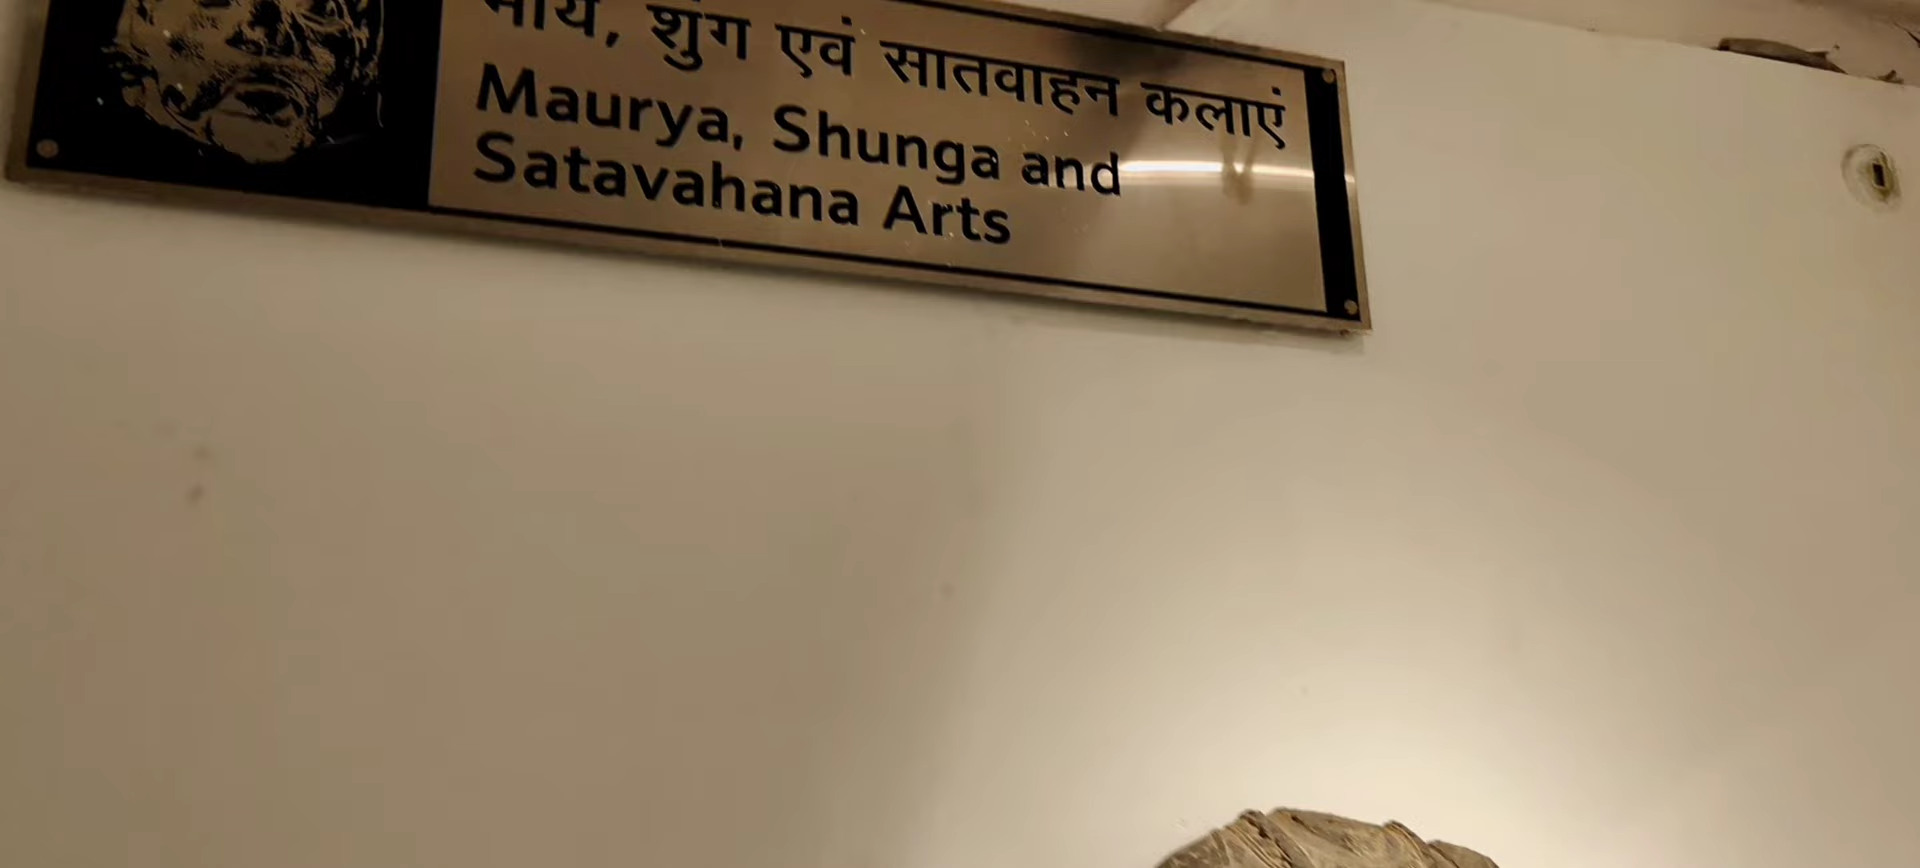 मौर्य, शुंग एवं सातवाहन कलाएं
Maurya, Shunga and
Satavahana Arts